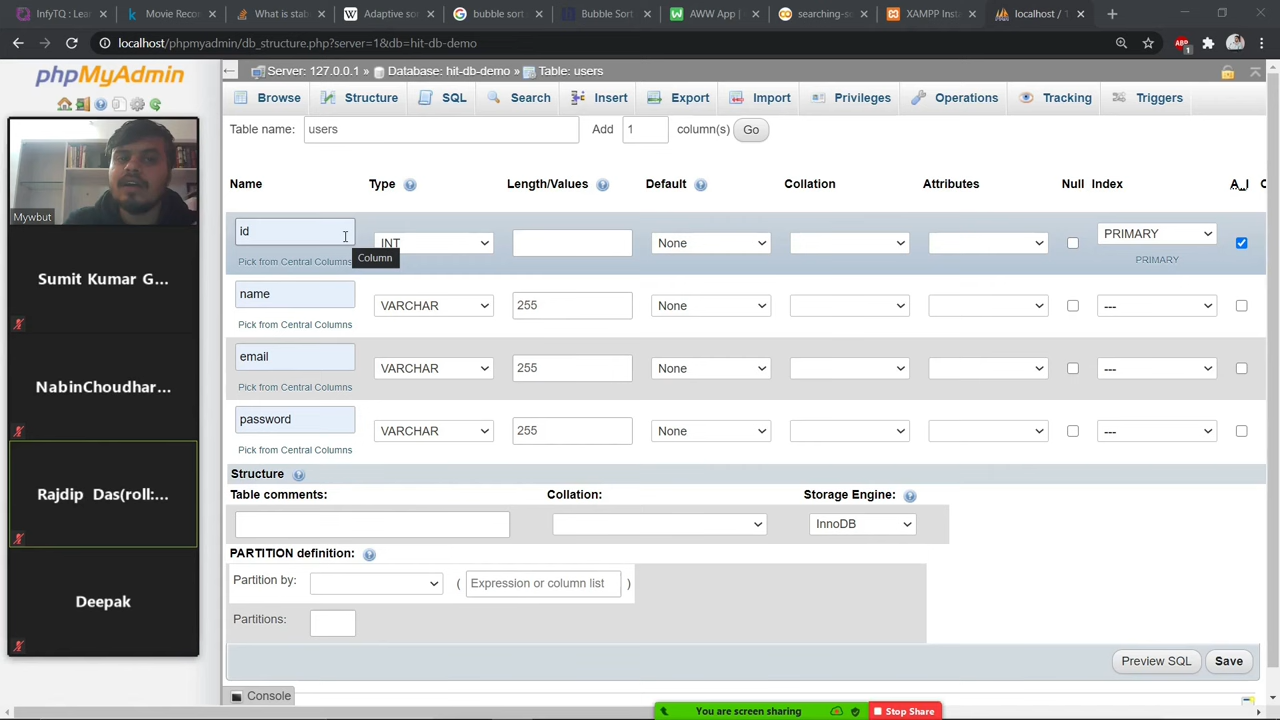 InfyTQ : Lear
Movie Recor
What is stab
Adaptive
bubble sort
Bubble Sort
AWW App |
searching-so
XAMPP Insta
localhost / 1
localhost/phpmyadmin/db_structure.php?server=1&db=hit-db-demo
ABP
1
phpMyAdmin
Server: 127.0.0.1 » Database: hit-db-demo » Table: users
Browse Structure SQL Search Insert Export Import Privileges Operations Tracking Triggers
Table name: users Add 1 column(s) Go
Name Type Length/Values Default Collation Attributes Null Index A_I
id INT None PRIMARY
Column
Pick from Central Columns PRIMARY
name VARCHAR 255 None ---
Pick from Central Columns
email VARCHAR 255 None ---
Pick from Central Columns
password VARCHAR 255 None ---
Pick from Central Columns
Structure
Table comments: Collation: Storage Engine:
InnoDB
PARTITION definition:
Partition by: ( Expression or column list )
Partitions:
Preview SQL Save
Console
Mywbut
Sumit Kumar G...
NabinChoudhar...
Rajdip Das(roll:...
Deepak
You are screen sharing Stop Share